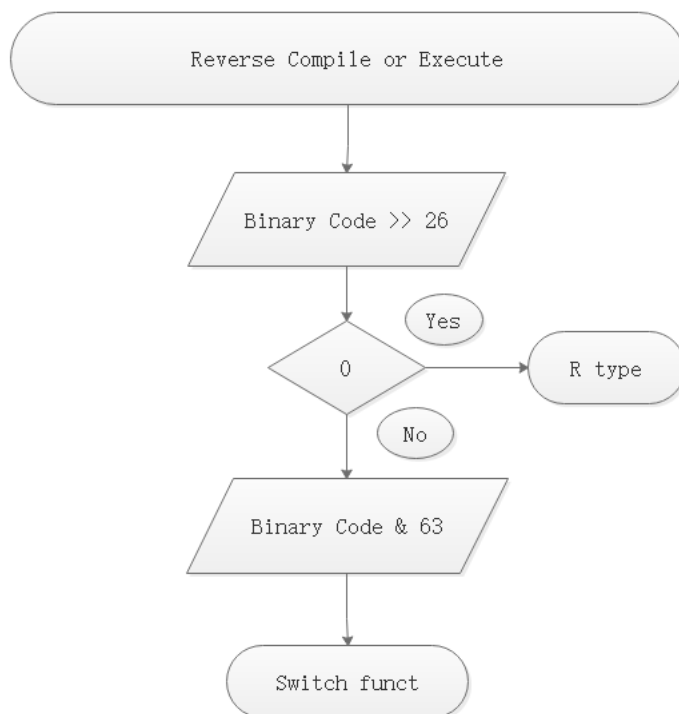 Reverse Compile or Execute
Binary Code >> 26
Yes
0
R type
No
Binary Code & 63
Switch funct